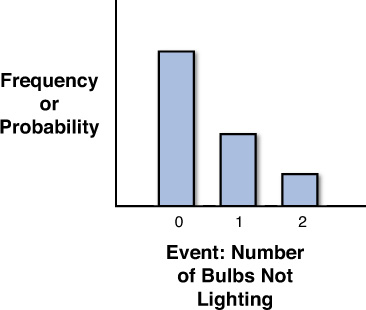 Frequency
or
Probability
0 1 2
Event: Number
of Bulbs Not
Lighting